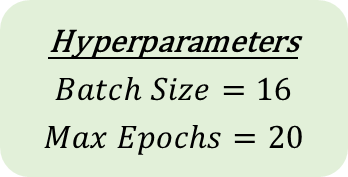 Hyperparameters
Batch Size = 16
Max Epochs = 20